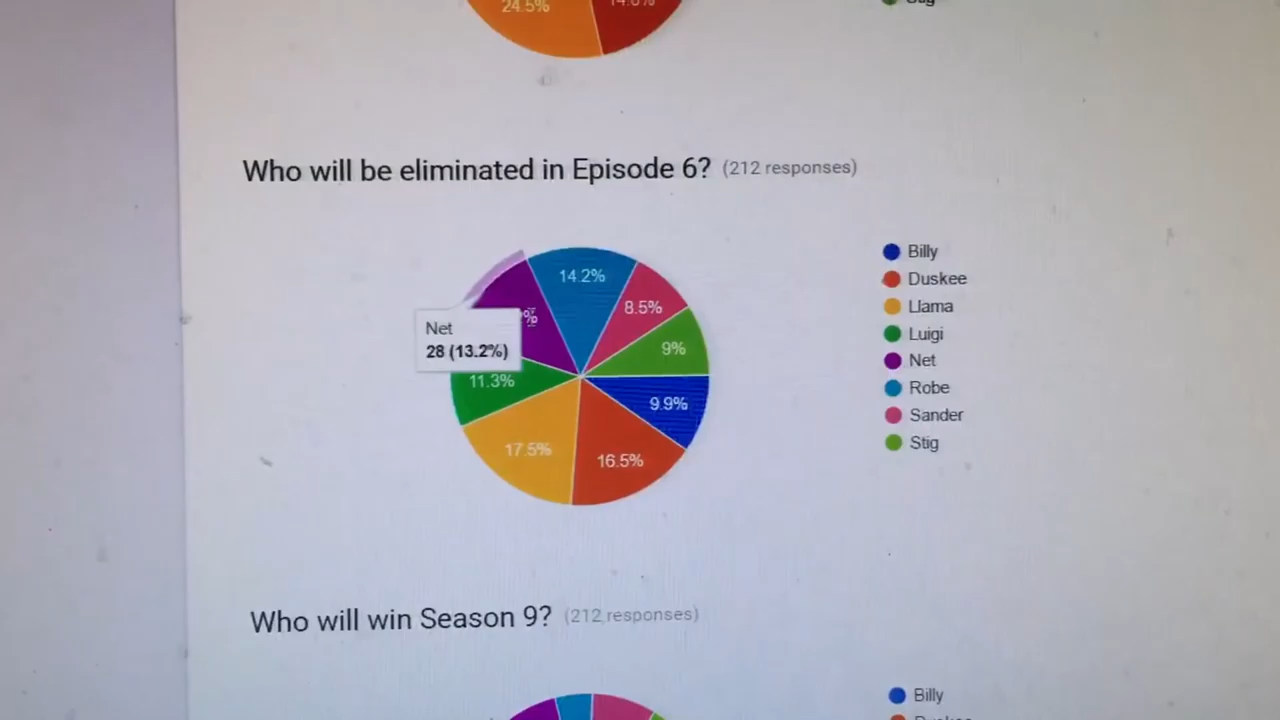 24.5%
Who will be eliminated in Episode 6? (212 responses)
Billy
Duskee
Llama
Luigi
Net
Robe
Sander
Stig
14.2%
8.5%
%
9%
Net
28 (13.2%)
11.3%
9.9%
17.5%
16.5%
Who will win Season 9? (212 responses)
Billy